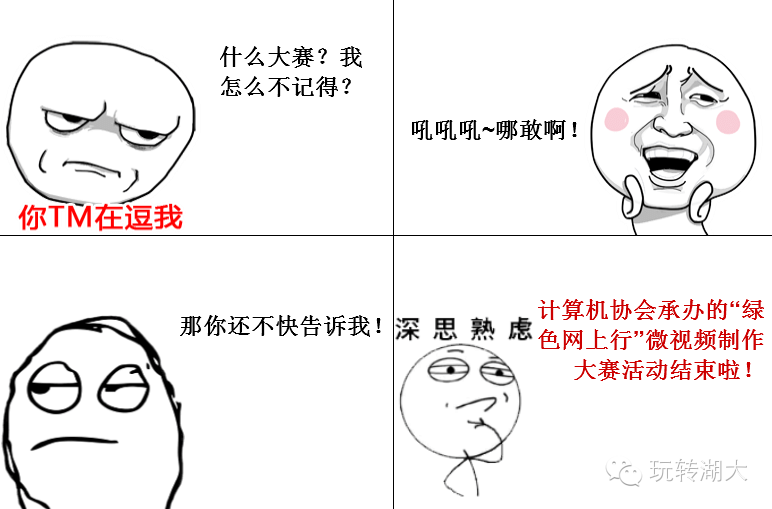 什么大赛？我
怎么不记得？
你TM在逗我
吼吼吼~哪敢啊！
那你还不快告诉我！
深思熟虑
计算机协会承办的“绿
色网上行”微视频制作
大赛活动结束啦！
玩转湖大